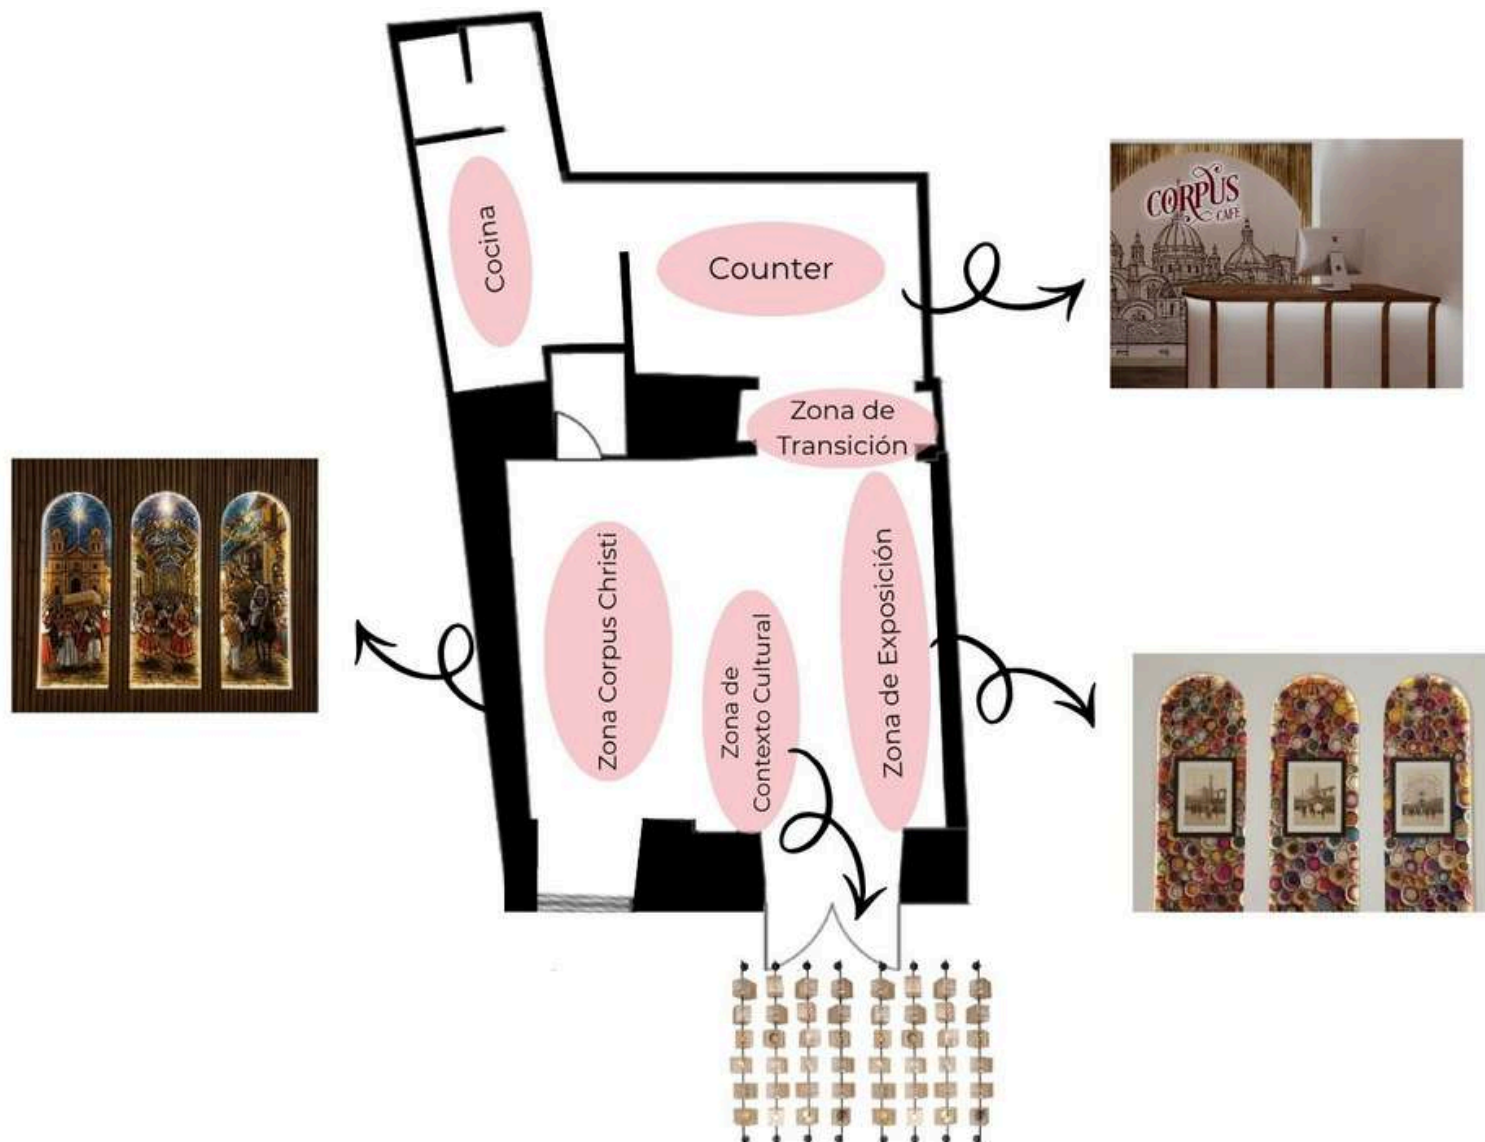 CORPUS
CAFE
Cocina
Counter
Zona de
Transición
Zona Corpus Christi
Zona de
Contexto Cultural
Zona de Exposición